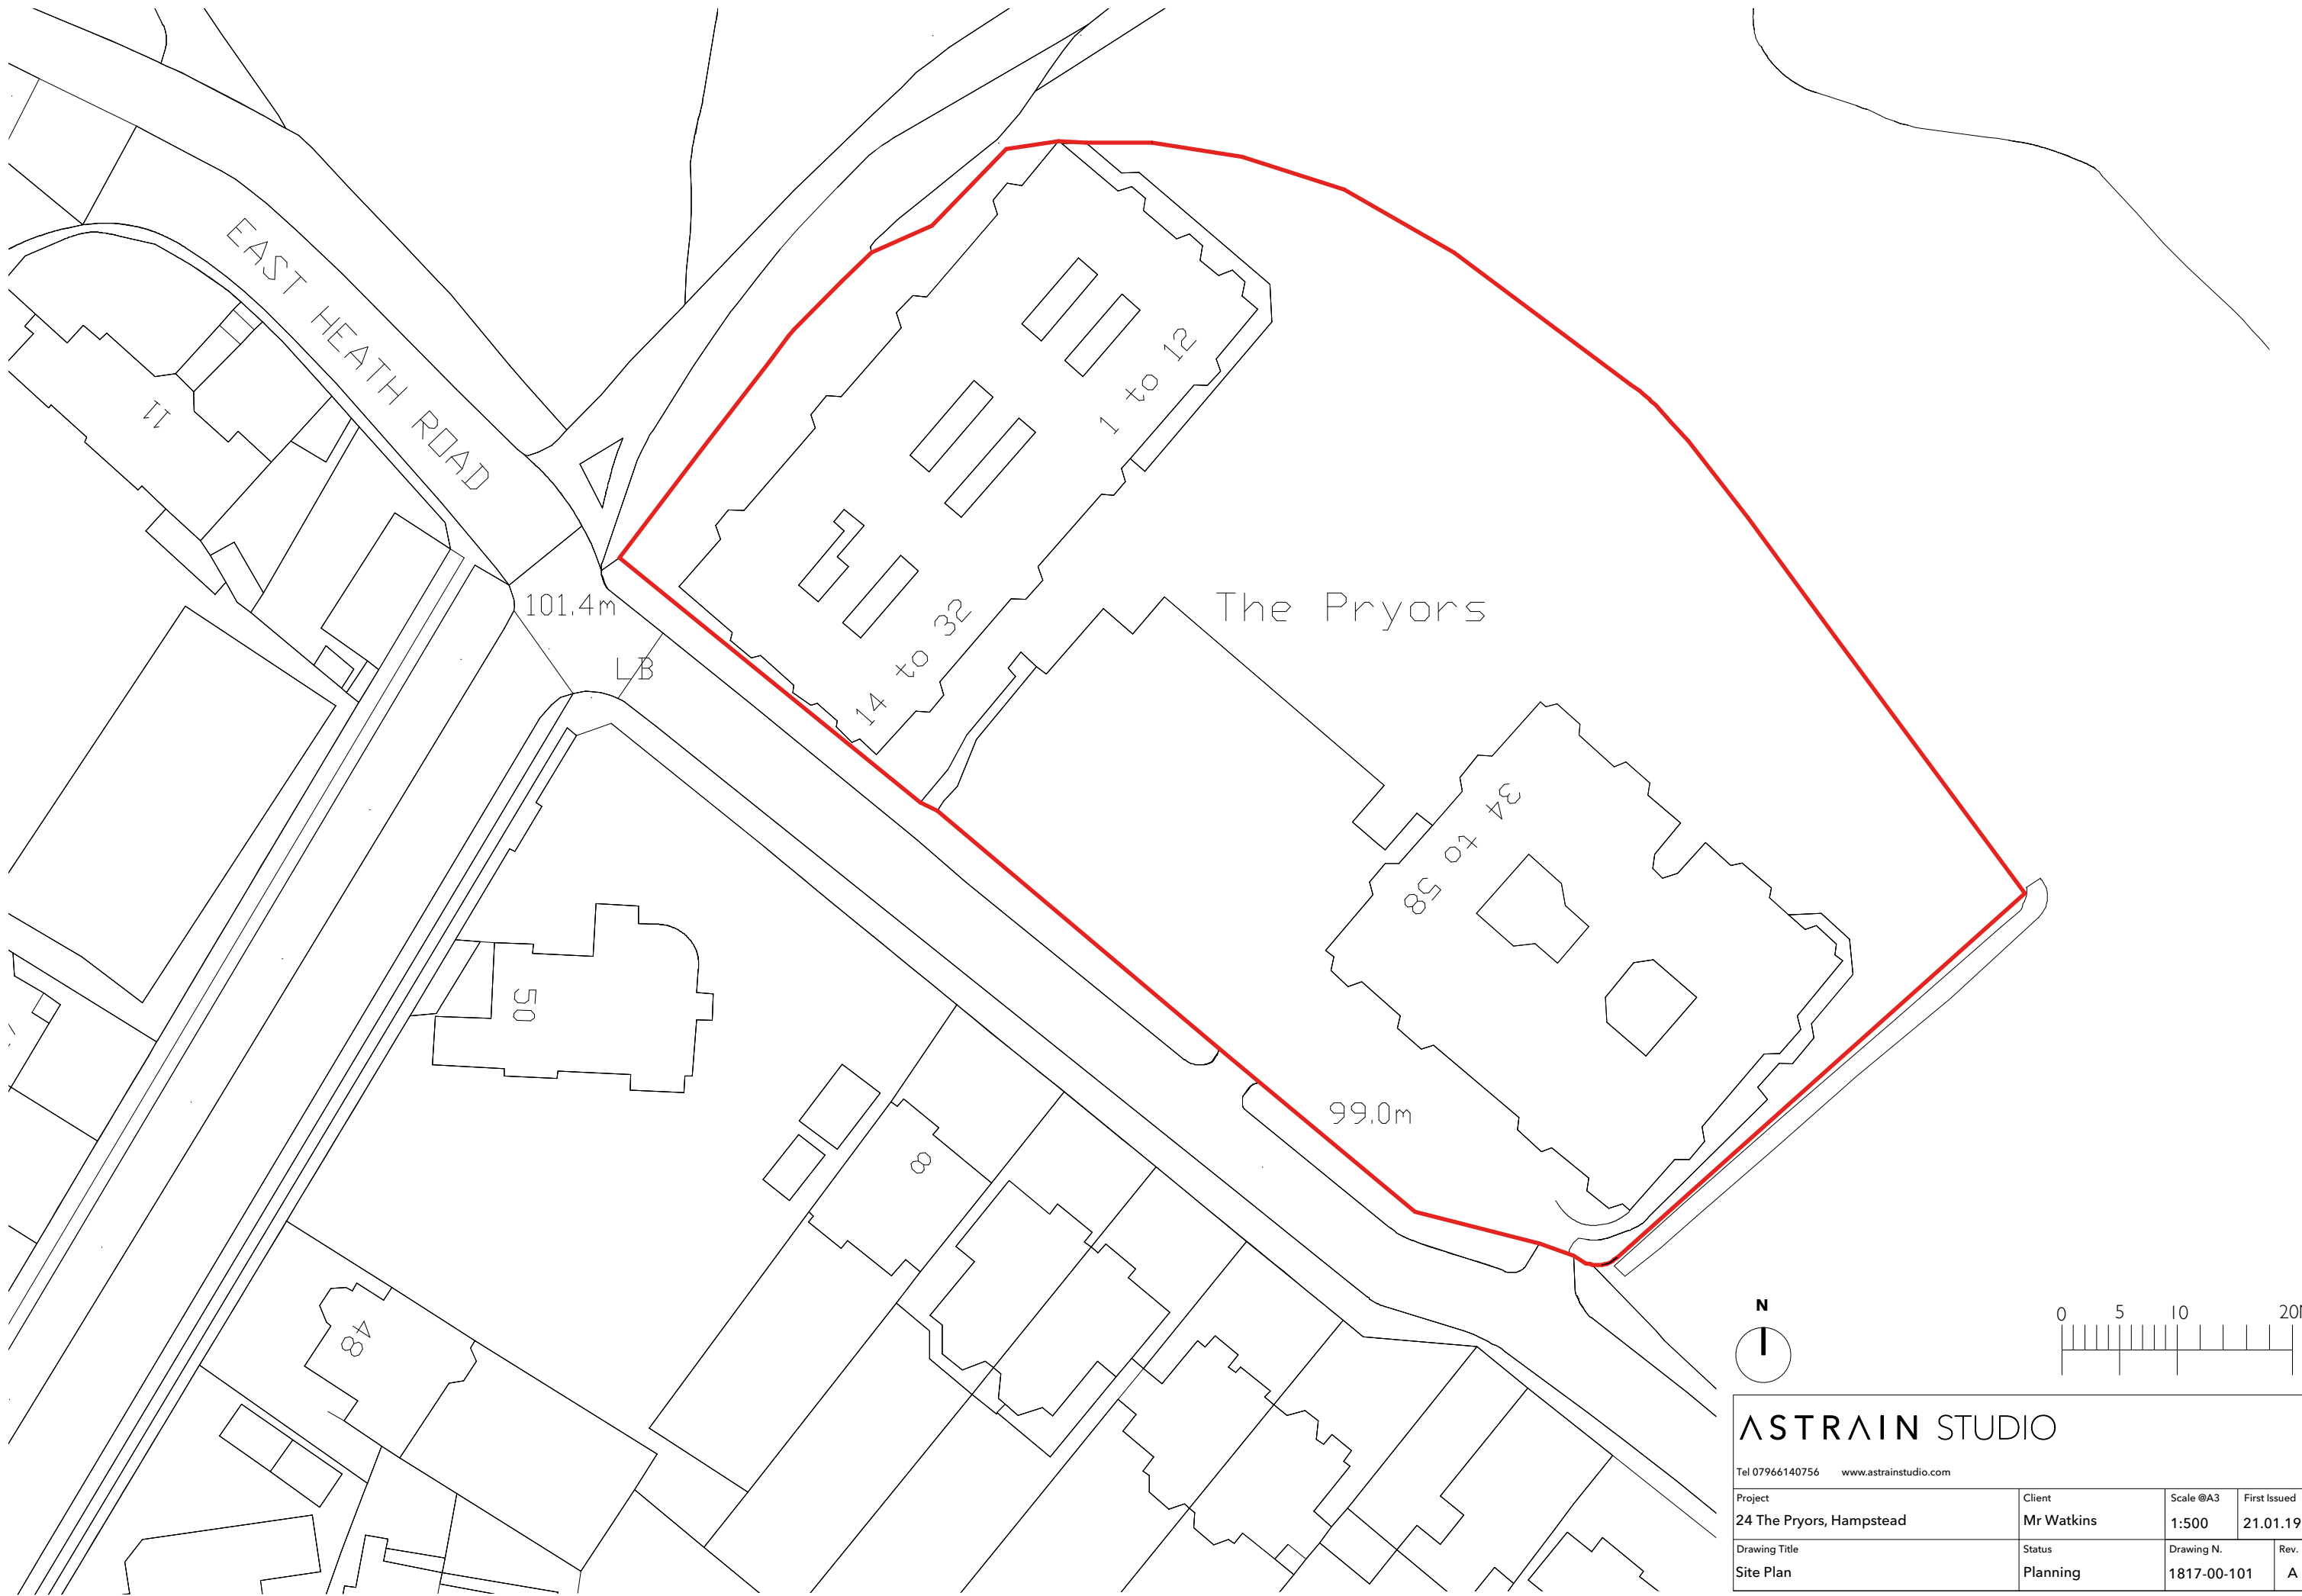 EAST HEATH ROAD
11
1 to 12
101.4m
The Pryors
LB
14 to 32
34 to 58
50
99.0m
8
48
N
0 5 10 20
ASTRAIN STUDIO
Tel 07966140756 www.astrainstudio.com
Project Client Scale @A3 First Issued
24 The Pryors, Hampstead Mr Watkins 1:500 21.01.19
Drawing Title Status Drawing N. Rev.
Site Plan Planning 1817-00-101 A